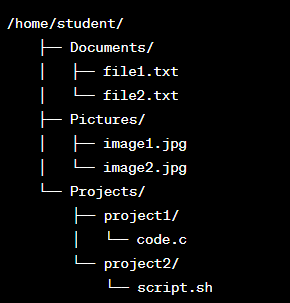 /home/student/
├── Documents/
│   ├── file1.txt
│   └── file2.txt
├── Pictures/
│   ├── image1.jpg
│   └── image2.jpg
└── Projects/
    ├── project1/
    │   └── code.c
    └── project2/
        └── script.sh